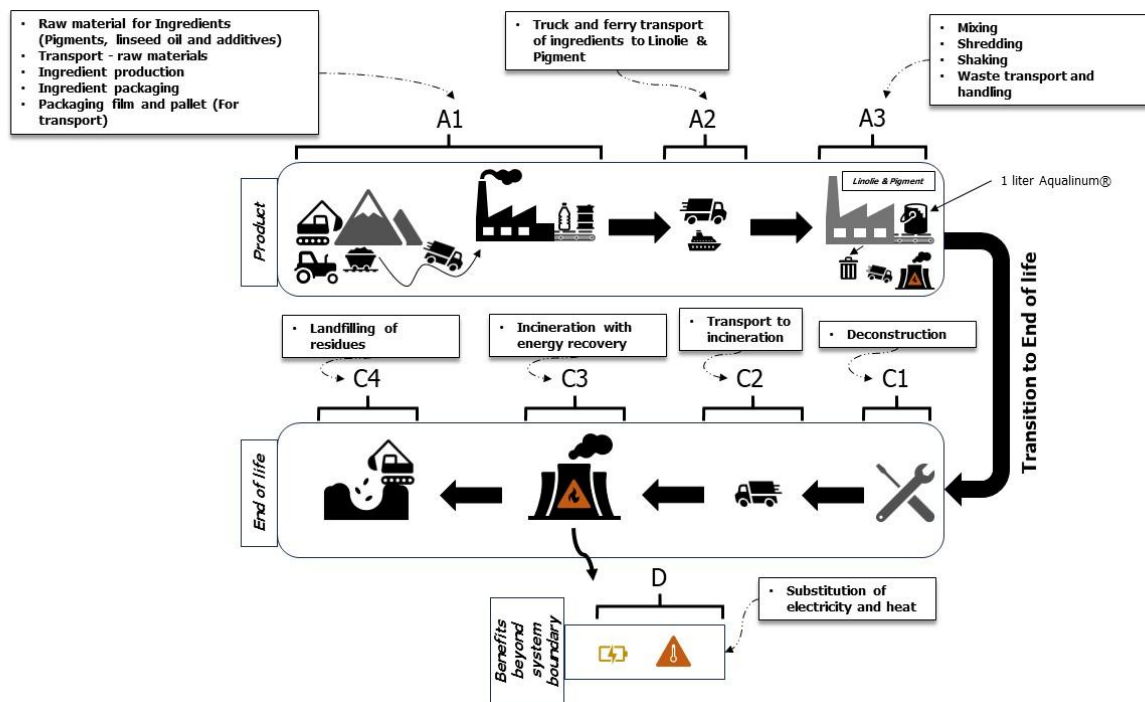 • Raw material for Ingredients
(Pigments, linseed oil and additives)
• Transport - raw materials
• Ingredient production
• Ingredient packaging
• Packaging film and pallet (For
transport)
• Truck and ferry transport
of ingredients to Linolie &
Pigment
• Mixing
• Shredding
• Shaking
• Waste transport and
handling
A1
A2
A3
Product
Linolie & Pigment
1 liter Aqualinum®
Transition to End of life
• Landfilling of
residues
• Incineration with
energy recovery
• Transport to
incineration
• Deconstruction
C4
C3
C2
C1
End of life
D
• Substitution of
electricity and heat
Benefits
beyond
system
boundary